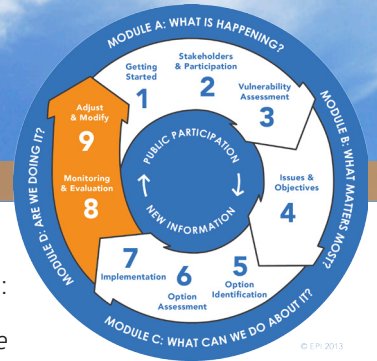 MODULE A: WHAT IS HAPPENING?
Getting
Started
1
Stakeholders
& Participation
2
Vulnerability
Assessment
3
MODULE B: WHAT MATTERS MOST?
Issues &
Objectives
4
MODULE C: WHAT CAN WE DO ABOUT IT?
5
Option
Identification
6
Option
Assessment
7
Implementation
MODULE D: ARE WE DOING IT?
Monitoring
& Evaluation
8
Adjust
& Modify
9
PUBLIC PARTICIPATION
NEW INFORMATION
:
e
© EPI 2013